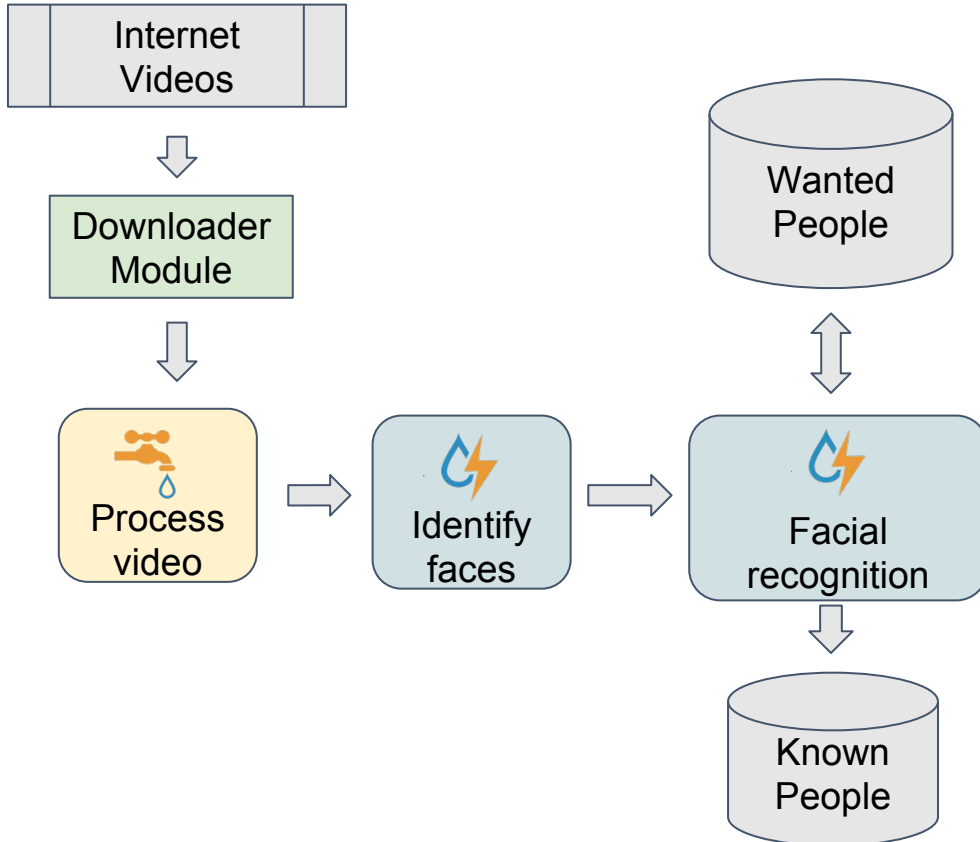 Internet
Videos
Downloader
Module
Wanted
People
Process
video
Identify
faces
Facial
recognition
Known
People